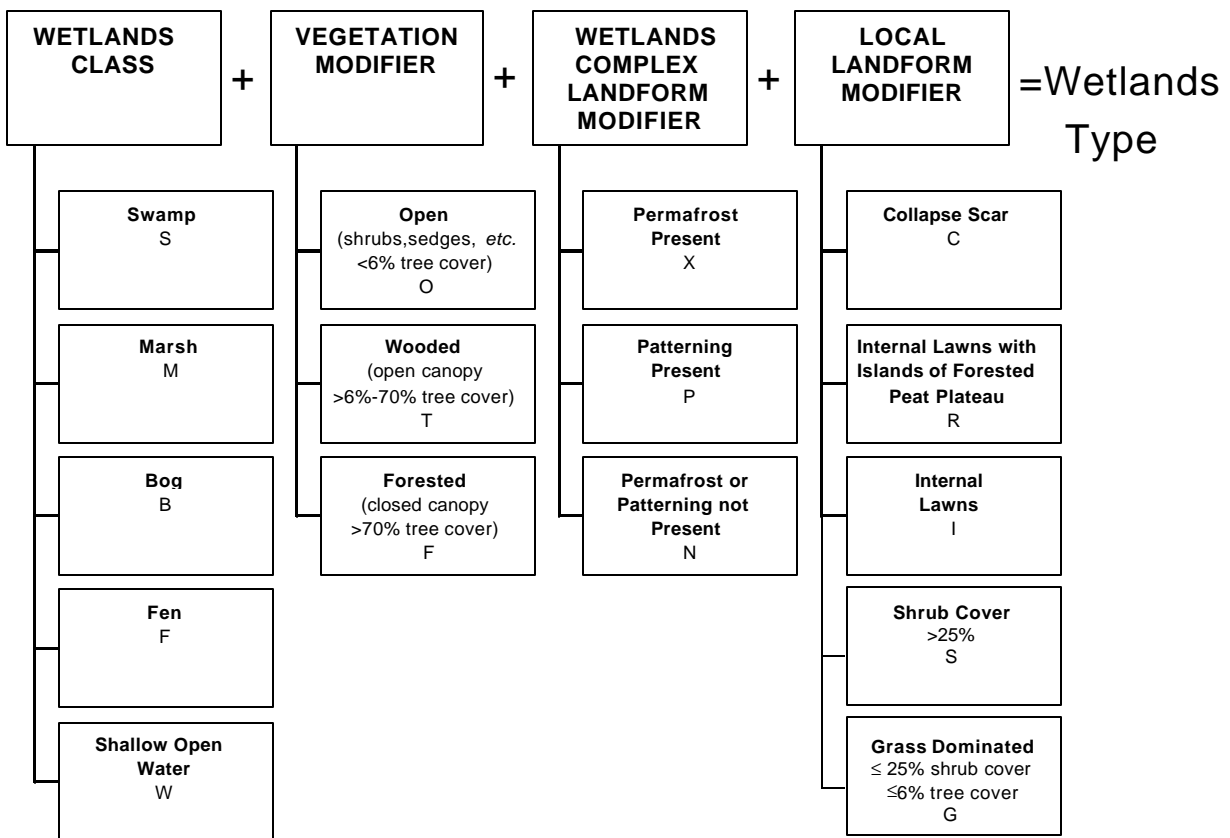 WETLANDS
CLASS
+
VEGETATION
MODIFIER
+
WETLANDS
COMPLEX
LANDFORM
MODIFIER
+
LOCAL
LANDFORM
MODIFIER
=Wetlands
Type
Swamp
S
Marsh
M
Bog
B
Fen
F
Shallow Open
Water
W
Open
(shrubs,sedges, etc.
<6% tree cover)
O
Wooded
(open canopy
>6%-70% tree cover)
T
Forested
(closed canopy
>70% tree cover)
F
Permafrost
Present
X
Patterning
Present
P
Permafrost or
Patterning not
Present
N
Collapse Scar
C
Internal Lawns with
Islands of Forested
Peat Plateau
R
Internal
Lawns
I
Shrub Cover
>25%
S
Grass Dominated
≤ 25% shrub cover
≤6% tree cover
G